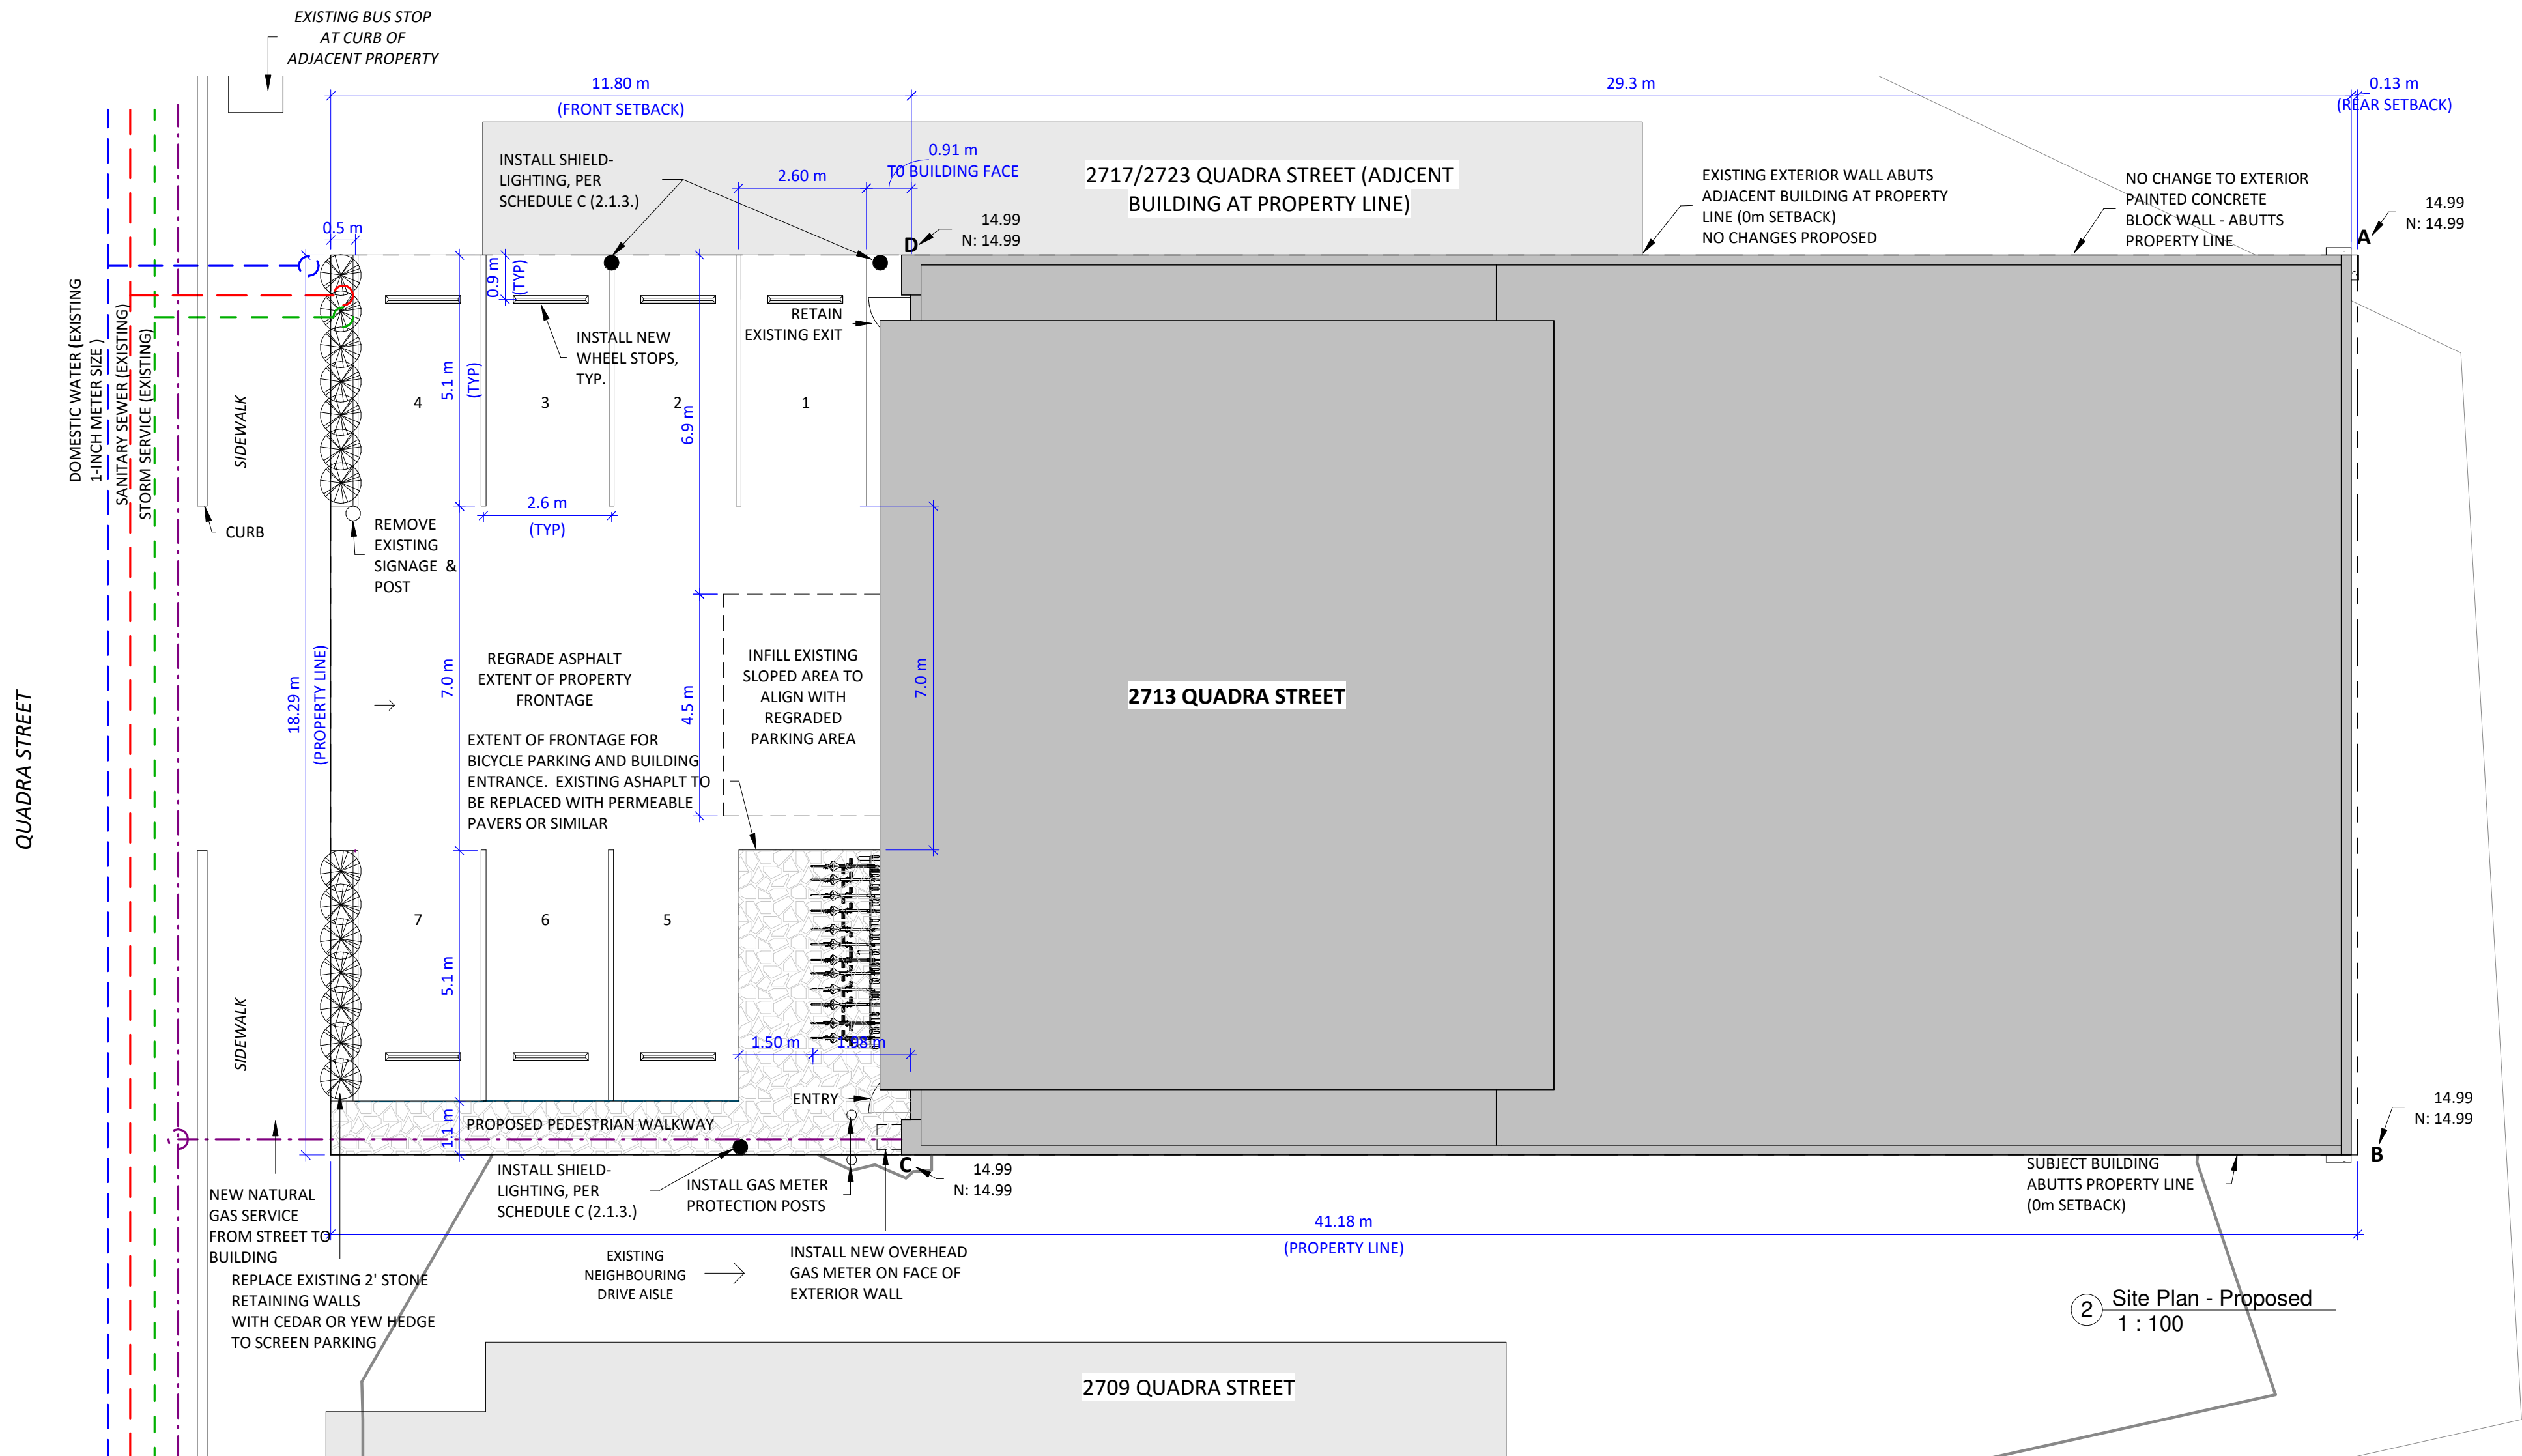 EXISTING BUS STOP
AT CURB OF
ADJACENT PROPERTY
11.80 m
(FRONT SETBACK)
29.3 m
0.13 m
(REAR SETBACK)
INSTALL SHIELD-
LIGHTING, PER
SCHEDULE C (2.1.3.)
2.60 m
0.91 m
TO BUILDING FACE
2717/2723 QUADRA STREET (ADJCENT
BUILDING AT PROPERTY LINE)
EXISTING EXTERIOR WALL ABUTS
ADJACENT BUILDING AT PROPERTY
LINE (0m SETBACK)
NO CHANGES PROPOSED
NO CHANGE TO EXTERIOR
PAINTED CONCRETE
BLOCK WALL - ABUTTS
PROPERTY LINE
14.99
N: 14.99
A
14.99
N: 14.99
D
0.5 m
0.9 m
(TYP)
RETAIN
EXISTING EXIT
INSTALL NEW
WHEEL STOPS,
TYP.
DOMESTIC WATER (EXISTING
1-INCH METER SIZE )
SANITARY SEWER (EXISTING)
STORM SERVICE (EXISTING)
SIDEWALK
CURB
4
3
2
1
5.1 m
(TYP)
6.9 m
2.6 m
(TYP)
REMOVE
EXISTING
SIGNAGE &
POST
QUADRA STREET
18.29 m
(PROPERTY LINE)
7.0 m
REGRADE ASPHALT
EXTENT OF PROPERTY
FRONTAGE
4.5 m
INFILL EXISTING
SLOPED AREA TO
ALIGN WITH
REGRADED
PARKING AREA
7.0 m
2713 QUADRA STREET
EXTENT OF FRONTAGE FOR
BICYCLE PARKING AND BUILDING
ENTRANCE. EXISTING ASHAPLT TO
BE REPLACED WITH PERMEABLE
PAVERS OR SIMILAR
7
6
5
5.1 m
SIDEWALK
1.50 m
1.98 m
ENTRY
1.1 m
PROPOSED PEDESTRIAN WALKWAY
C
14.99
N: 14.99
14.99
N: 14.99
B
INSTALL SHIELD-
LIGHTING, PER
SCHEDULE C (2.1.3.)
INSTALL GAS METER
PROTECTION POSTS
SUBJECT BUILDING
ABUTTS PROPERTY LINE
(0m SETBACK)
NEW NATURAL
GAS SERVICE
FROM STREET TO
BUILDING
41.18 m
(PROPERTY LINE)
EXISTING
NEIGHBOURING
DRIVE AISLE
INSTALL NEW OVERHEAD
GAS METER ON FACE OF
EXTERIOR WALL
REPLACE EXISTING 2' STONE
RETAINING WALLS
WITH CEDAR OR YEW HEDGE
TO SCREEN PARKING
2
Site Plan - Proposed
1 : 100
2709 QUADRA STREET